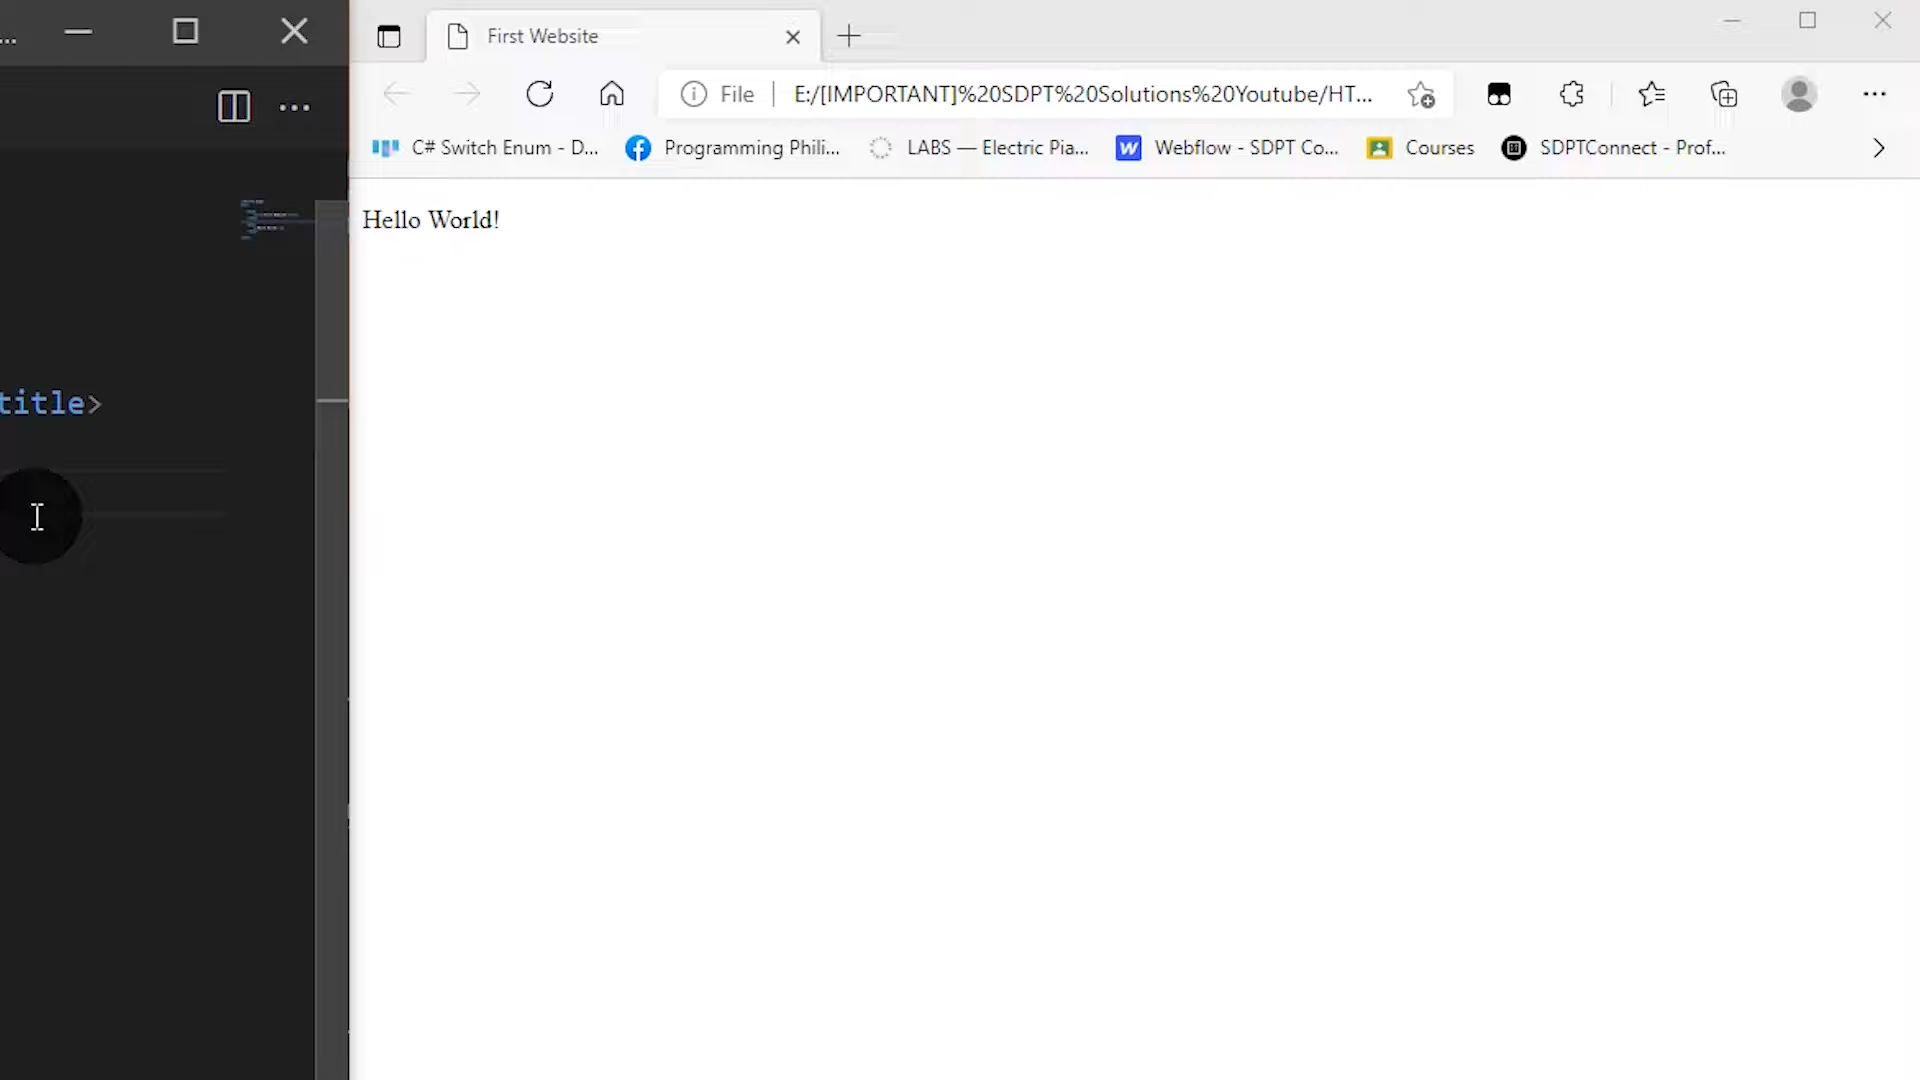 First Website
File
E:/[IMPORTANT]%20SDPT%20Solutions%20Youtube/HT...
C# Switch Enum - D...
Programming Phili...
LABS — Electric Pia...
Webflow - SDPT Co...
Courses
SDPTConnect - Prof...
Hello World!
title>